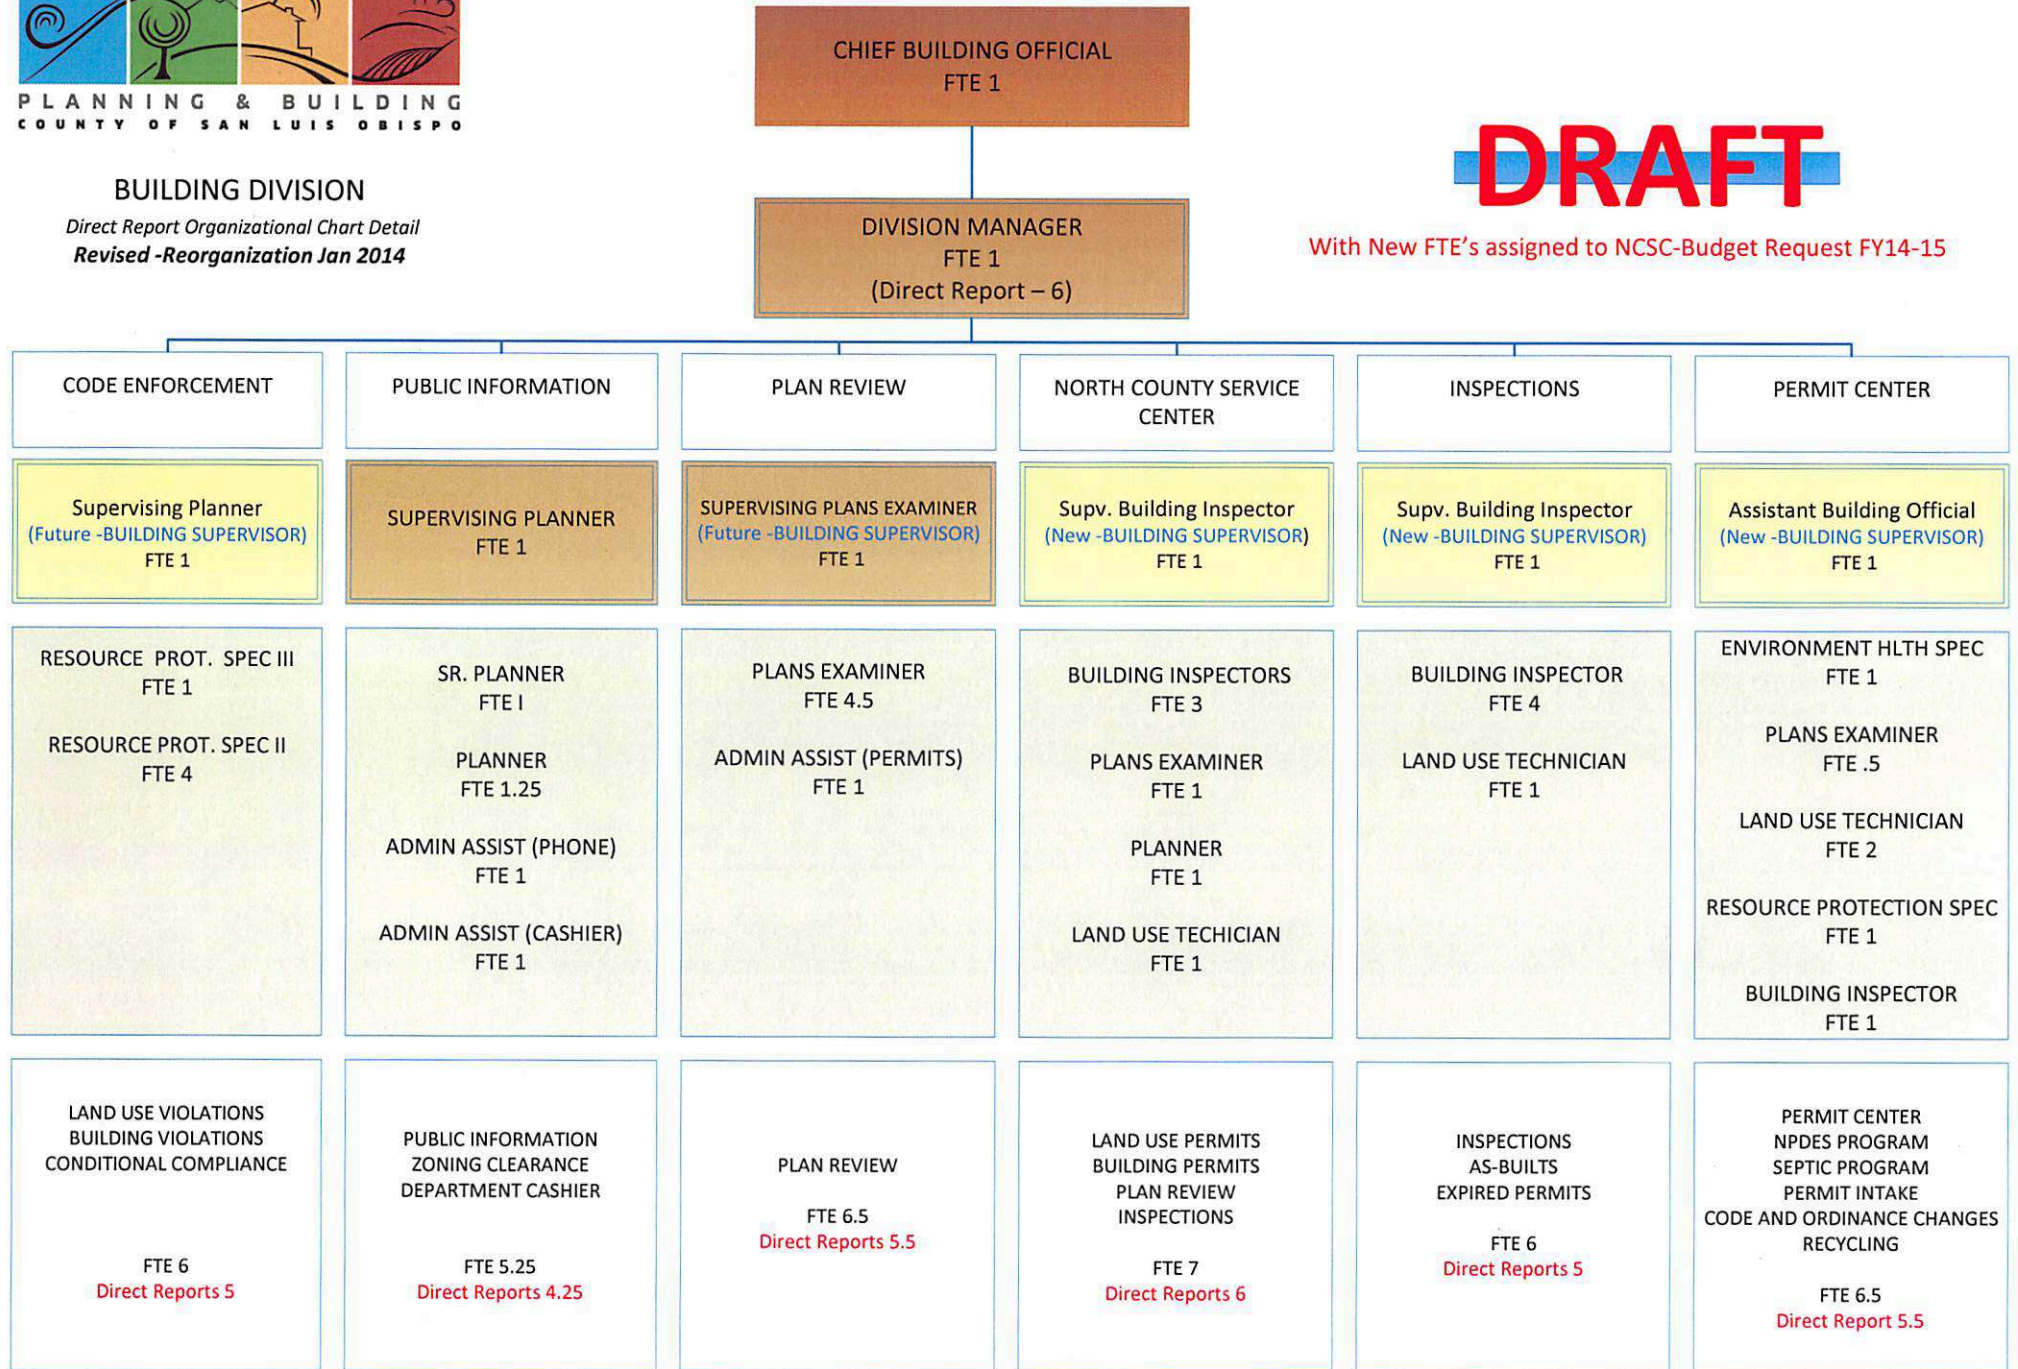 PLANNING & BUILDING
COUNTY OF SAN LUIS OBISPO
BUILDING DIVISION
Direct Report Organizational Chart Detail
Revised -Reorganization Jan 2014
CHIEF BUILDING OFFICIAL
FTE 1
DIVISION MANAGER
FTE 1
(Direct Report – 6)
DRAFT
With New FTE's assigned to NCSC-Budget Request FY14-15
CODE ENFORCEMENT
Supervising Planner
(Future -BUILDING SUPERVISOR)
FTE 1
RESOURCE PROT. SPEC III
FTE 1
RESOURCE PROT. SPEC II
FTE 4
LAND USE VIOLATIONS
BUILDING VIOLATIONS
CONDITIONAL COMPLIANCE
FTE 6
Direct Reports 5
PUBLIC INFORMATION
SUPERVISING PLANNER
FTE 1
SR. PLANNER
FTE I
PLANNER
FTE 1.25
ADMIN ASSIST (PHONE)
FTE 1
ADMIN ASSIST (CASHIER)
FTE 1
PUBLIC INFORMATION
ZONING CLEARANCE
DEPARTMENT CASHIER
FTE 5.25
Direct Reports 4.25
PLAN REVIEW
SUPERVISING PLANS EXAMINER
(Future -BUILDING SUPERVISOR)
FTE 1
PLANS EXAMINER
FTE 4.5
ADMIN ASSIST (PERMITS)
FTE 1
PLAN REVIEW
FTE 6.5
Direct Reports 5.5
NORTH COUNTY SERVICE
CENTER
Supv. Building Inspector
(New -BUILDING SUPERVISOR)
FTE 1
BUILDING INSPECTORS
FTE 3
PLANS EXAMINER
FTE 1
PLANNER
FTE 1
LAND USE TECHICIAN
FTE 1
LAND USE PERMITS
BUILDING PERMITS
PLAN REVIEW
INSPECTIONS
FTE 7
Direct Reports 6
INSPECTIONS
Supv. Building Inspector
(New -BUILDING SUPERVISOR)
FTE 1
BUILDING INSPECTOR
FTE 4
LAND USE TECHNICIAN
FTE 1
INSPECTIONS
AS-BUILTS
EXPIRED PERMITS
FTE 6
Direct Reports 5
PERMIT CENTER
Assistant Building Official
(New -BUILDING SUPERVISOR)
FTE 1
ENVIRONMENT HLTH SPEC
FTE 1
PLANS EXAMINER
FTE .5
LAND USE TECHNICIAN
FTE 2
RESOURCE PROTECTION SPEC
FTE 1
BUILDING INSPECTOR
FTE 1
PERMIT CENTER
NPDES PROGRAM
SEPTIC PROGRAM
PERMIT INTAKE
CODE AND ORDINANCE CHANGES
RECYCLING
FTE 6.5
Direct Report 5.5